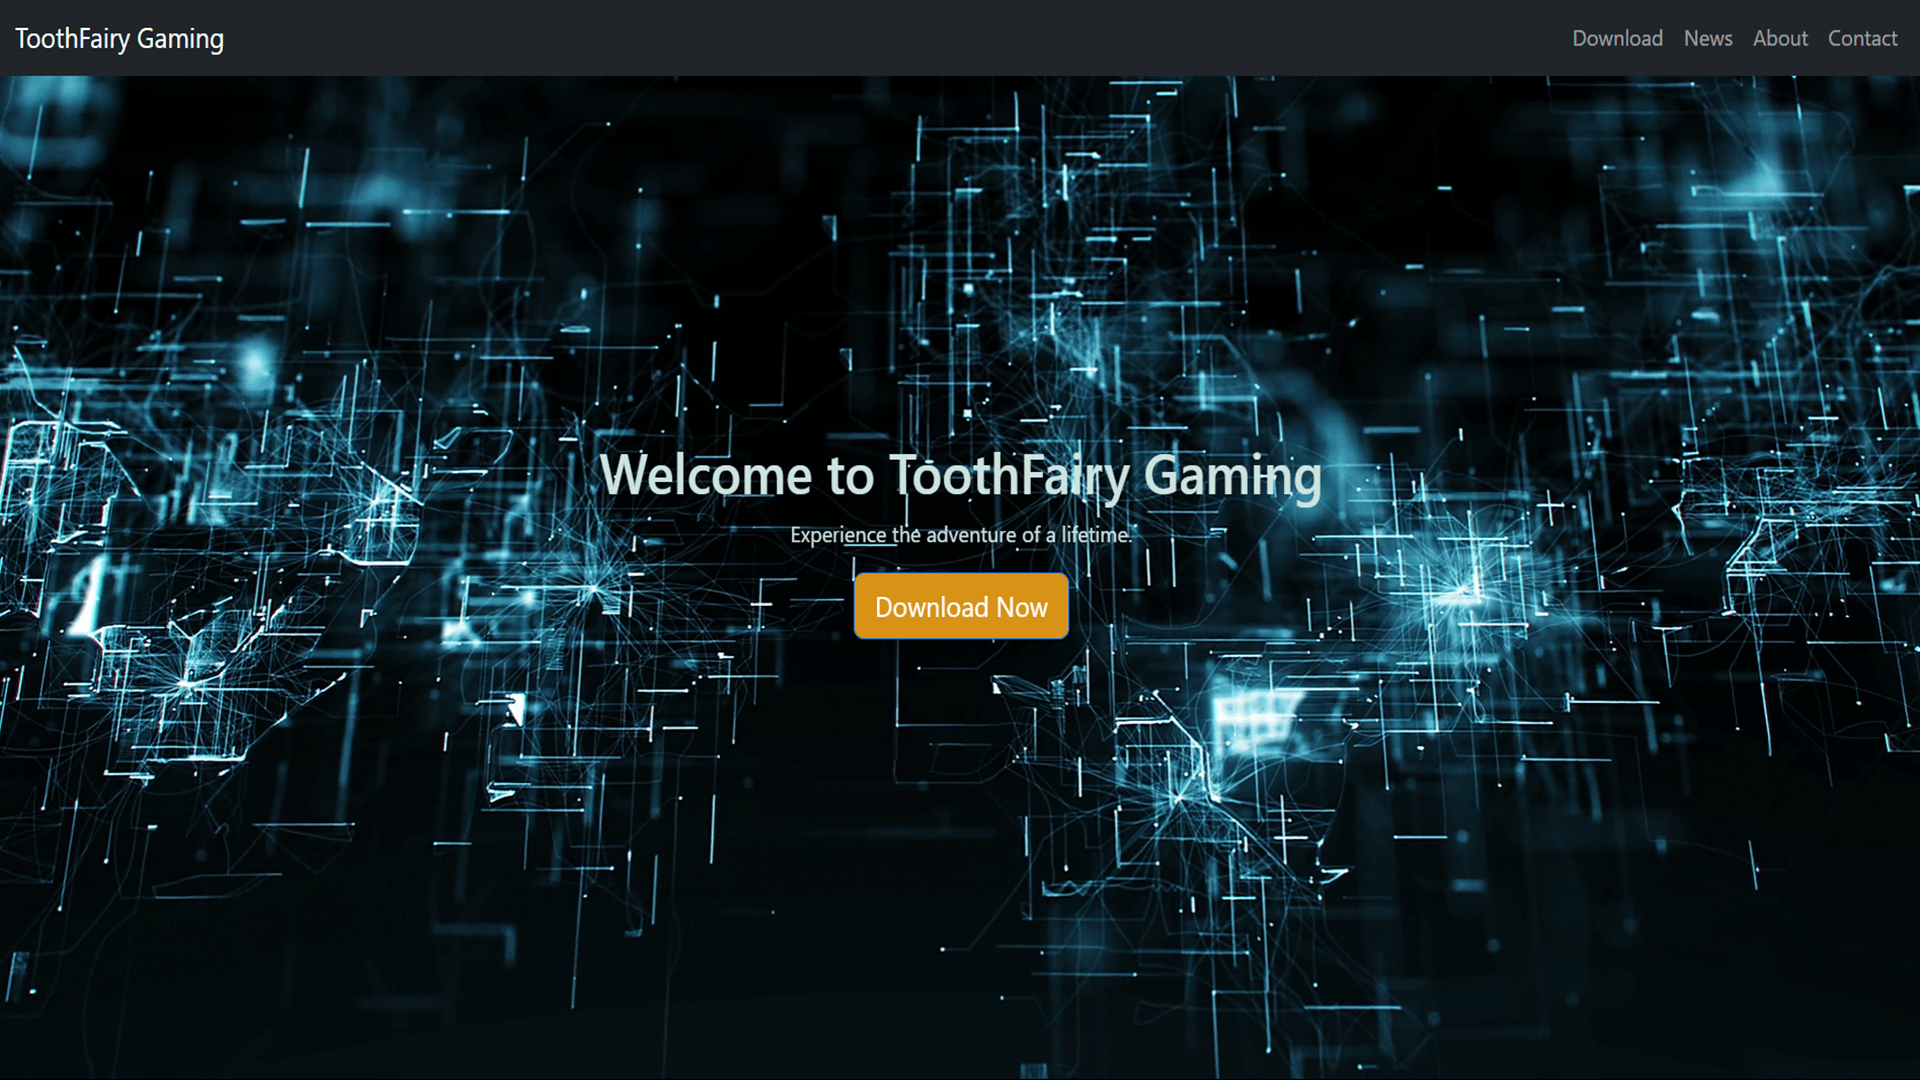 ToothFairy Gaming
Download News About Contact
Welcome to ToothFairy Gaming
Experience the adventure of a lifetime.
Download Now